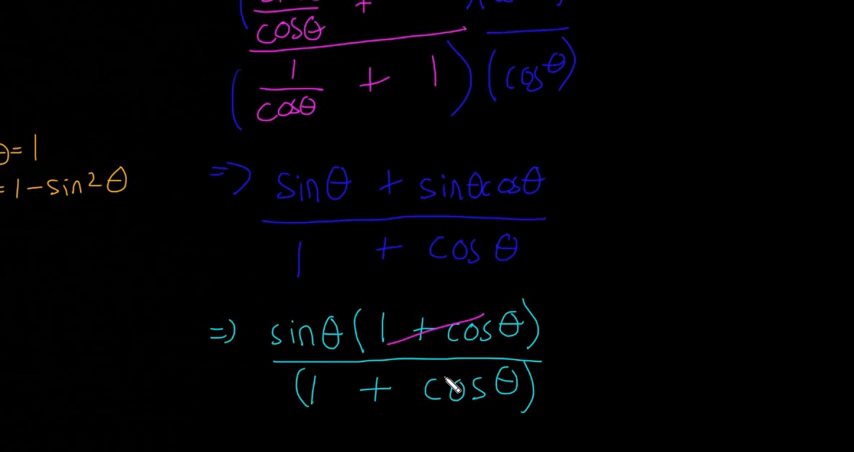 cosθ +
( 1/cosθ + 1 ) (cosθ)
θ = 1
= 1 - sin²θ
=> sinθ + sinθcosθ
1 + cosθ
=> sinθ(1 + cosθ)
(1 + cosθ)